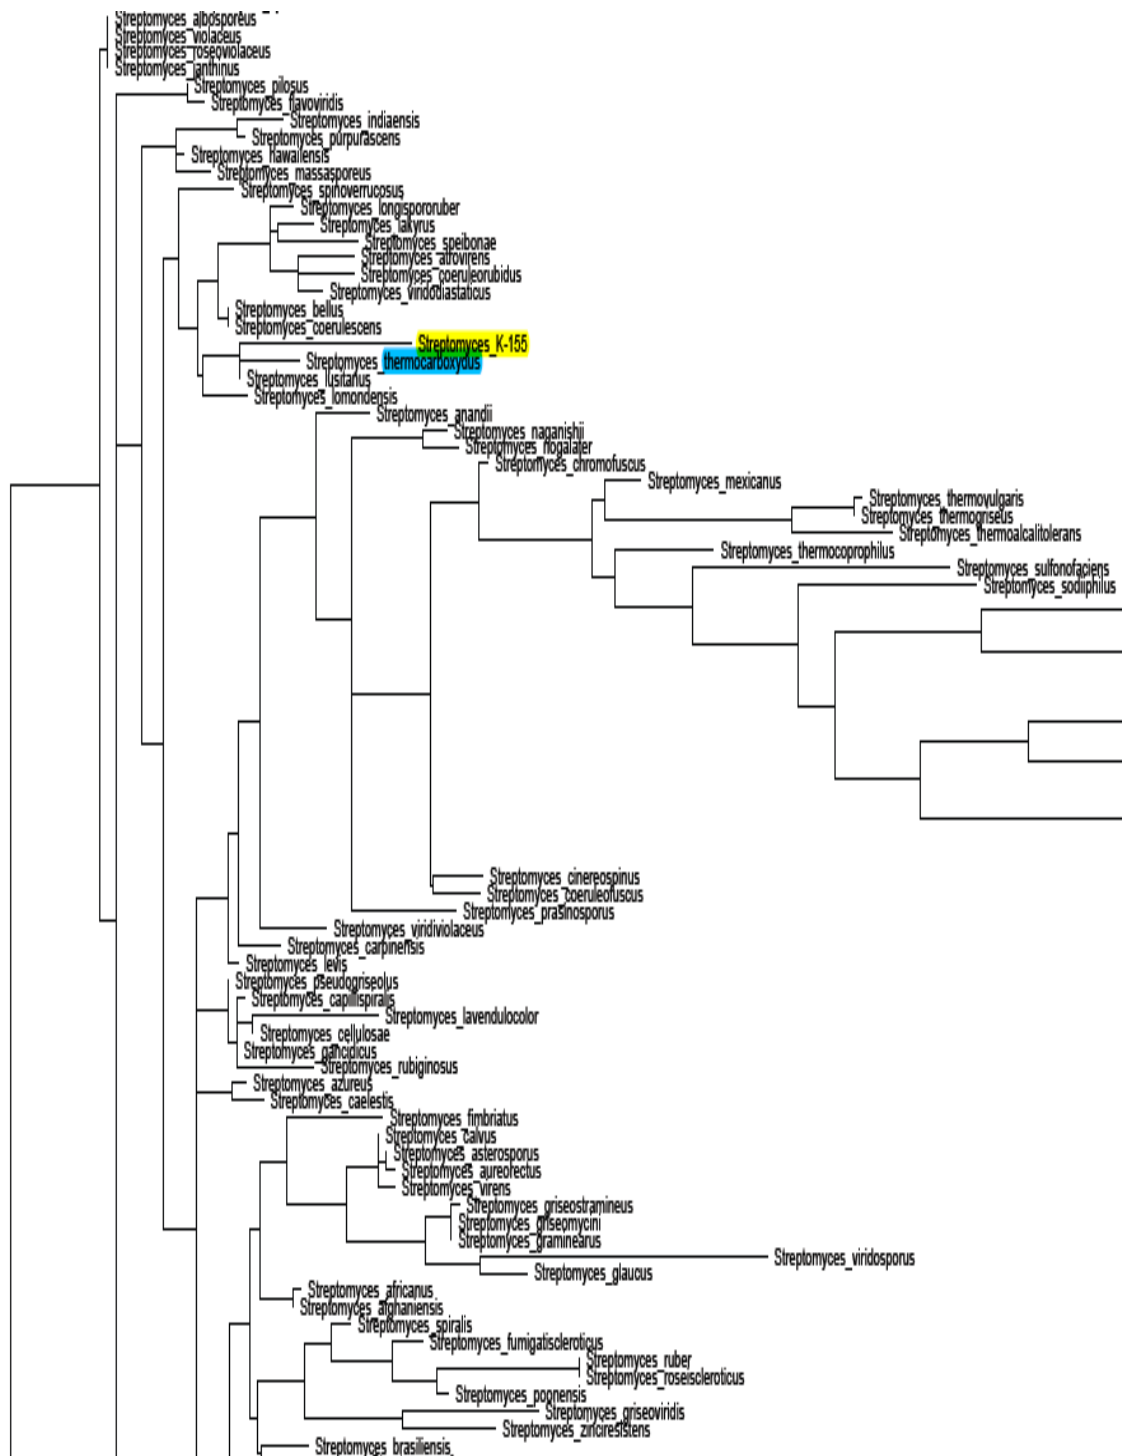 Streptomyces_albosporeus
Streptomyces_violaceus
Streptomyces_roseoviolaceus
Streptomyces_janthinus
Streptomyces_pilosus
Streptomyces_flavoviridis
Streptomyces_indiaensis
Streptomyces_purpurascens
Streptomyces_hawaiiensis
Streptomyces_massasporeus
Streptomyces_spinoverrucosus
Streptomyces_longispororuber
Streptomyces_iakyrus
Streptomyces_speibonae
Streptomyces_atrovirens
Streptomyces_coeruleorubidus
Streptomyces_viridodiastaticus
Streptomyces_bellus
Streptomyces_coerulescens
Streptomyces_K-155
Streptomyces_thermocarboxydus
Streptomyces_lusitanus
Streptomyces_lomondensis
Streptomyces_anandii
Streptomyces_naganishii
Streptomyces_nogalater
Streptomyces_chromofuscus
Streptomyces_mexicanus
Streptomyces_thermovulgaris
Streptomyces_thermogriseus
Streptomyces_thermoalcalitolerans
Streptomyces_thermocoprophilus
Streptomyces_sulfonofaciens
Streptomyces_sodiiphilus
Streptomyces_cinereospinus
Streptomyces_coeruleofuscus
Streptomyces_prasinosporus
Streptomyces_viridiviolaceus
Streptomyces_carpinensis
Streptomyces_levis
Streptomyces_pseudogriseolus
Streptomyces_capillispiralis
Streptomyces_lavendulocolor
Streptomyces_cellulosae
Streptomyces_gancidicus
Streptomyces_rubiginosus
Streptomyces_azureus
Streptomyces_caelestis
Streptomyces_fimbriatus
Streptomyces_calvus
Streptomyces_asterosporus
Streptomyces_aureorectus
Streptomyces_virens
Streptomyces_griseostramineus
Streptomyces_griseomycini
Streptomyces_graminearus
Streptomyces_viridosporus
Streptomyces_glaucus
Streptomyces_africanus
Streptomyces_afghaniensis
Streptomyces_spiralis
Streptomyces_fumigatiscleroticus
Streptomyces_ruber
Streptomyces_roseiscleroticus
Streptomyces_poonensis
Streptomyces_griseoviridis
Streptomyces_zinciresistens
Streptomyces_brasiliensis_